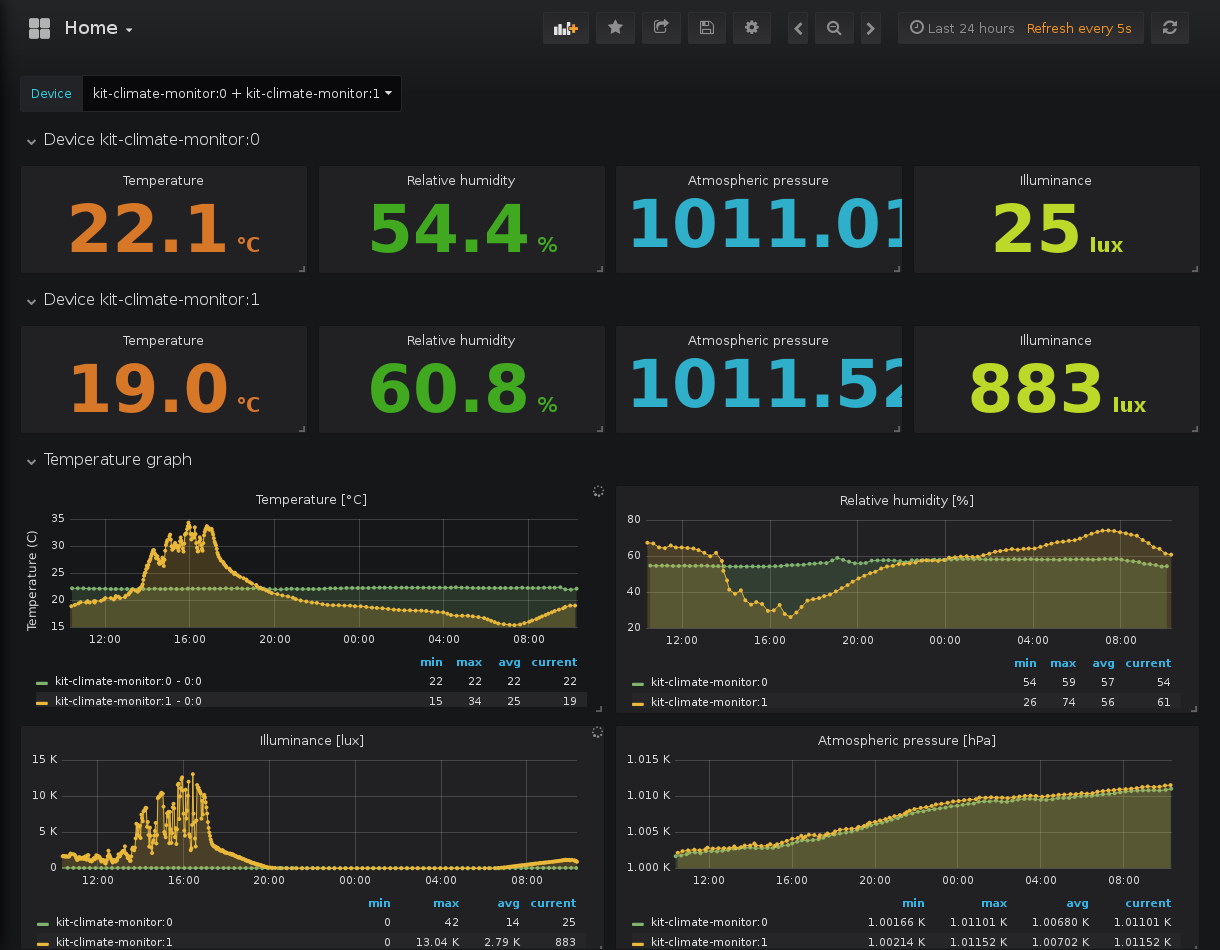 Home
Last 24 hours Refresh every 5s
Device kit-climate-monitor:0 + kit-climate-monitor:1
Device kit-climate-monitor:0
Temperature Relative humidity Atmospheric pressure Illuminance
22.1 °C 54.4 % 1011.01 25 lux
Device kit-climate-monitor:1
Temperature Relative humidity Atmospheric pressure Illuminance
19.0 °C 60.8 % 1011.52 883 lux
Temperature graph
Temperature [°C]
Temperature (C)
35
30
25
20
15
12:00 16:00 20:00 00:00 04:00 08:00
min max avg current
kit-climate-monitor:0 - 0:0 22 22 22 22
kit-climate-monitor:1 - 0:0 15 34 25 19
Relative humidity [%]
80
60
40
20
12:00 16:00 20:00 00:00 04:00 08:00
min max avg current
kit-climate-monitor:0 54 59 57 54
kit-climate-monitor:1 26 74 56 61
Illuminance [lux]
15 K
10 K
5 K
0
12:00 16:00 20:00 00:00 04:00 08:00
min max avg current
kit-climate-monitor:0 0 42 14 25
kit-climate-monitor:1 0 13.04 K 2.79 K 883
Atmospheric pressure [hPa]
1.015 K
1.010 K
1.005 K
1.000 K
12:00 16:00 20:00 00:00 04:00 08:00
min max avg current
kit-climate-monitor:0 1.00166 K 1.01101 K 1.00680 K 1.01101 K
kit-climate-monitor:1 1.00214 K 1.01152 K 1.00702 K 1.01152 K